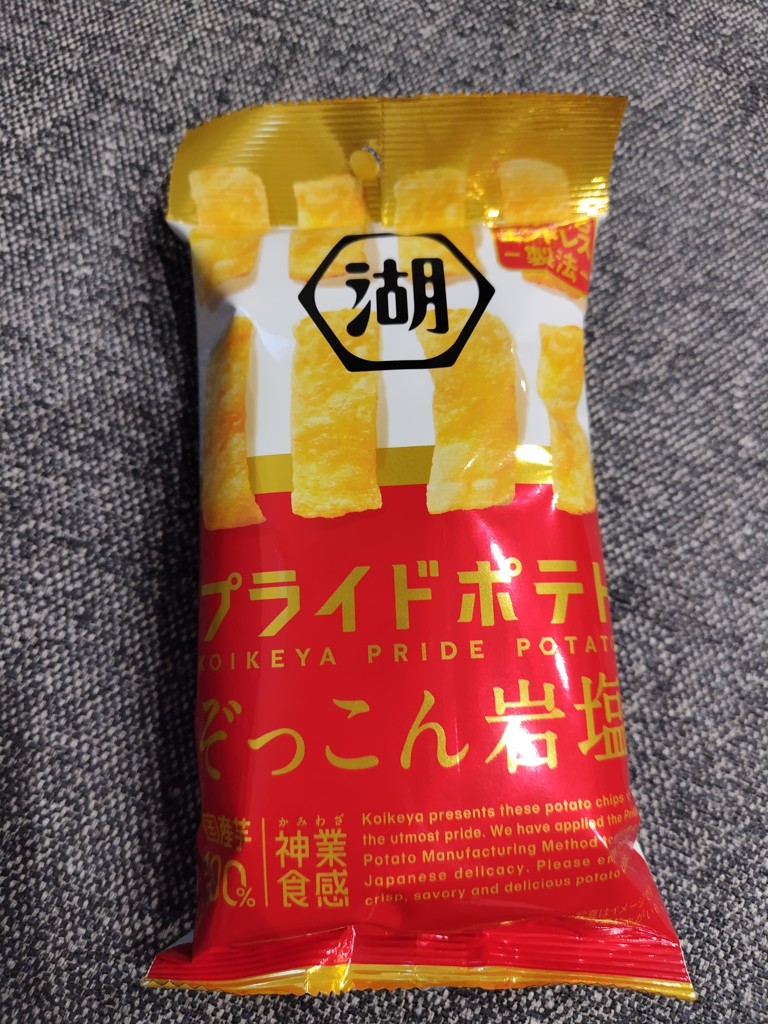 製法
湖
プライドポテト
KOIKEYA PRIDE POTATO
ぞっこん岩塩
国産芋
100%
かみわざ
神業
食感
Koikeya presents these potato chips
the utmost pride. We have applied the
Potato Manufacturing Method
Japanese delicacy. Please
crisp, savory and delicious potato